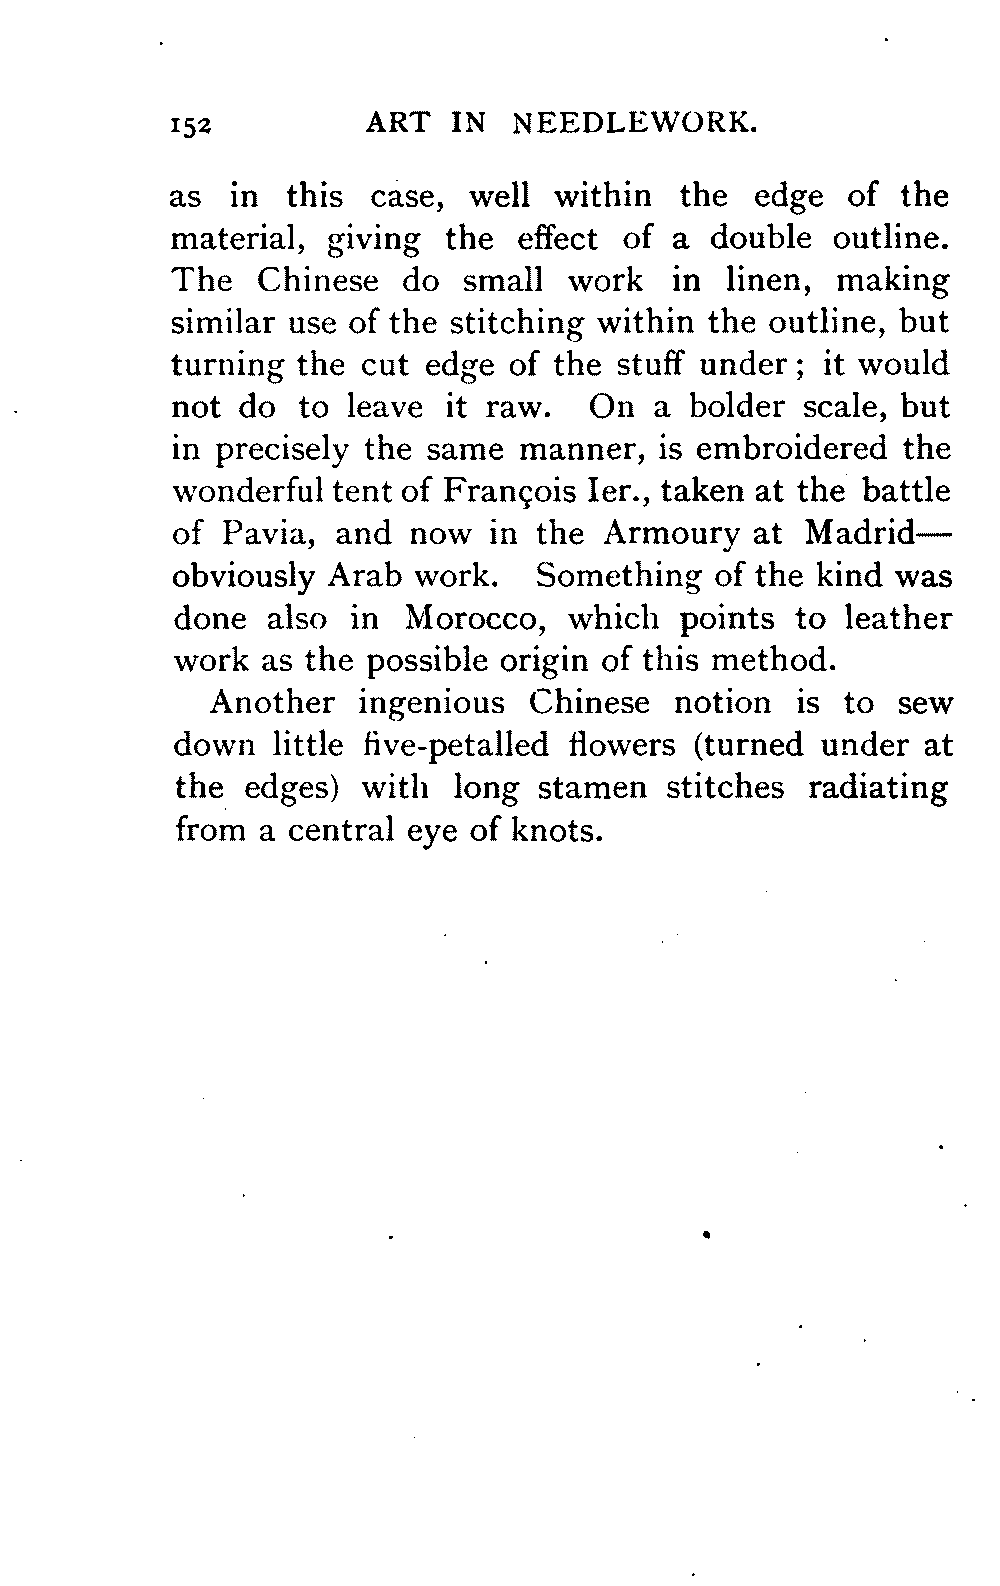 152 ART IN NEEDLEWORK.
as in this case, well within the edge of the
material, giving the effect of a double outline.
The Chinese do small work in linen, making
similar use of the stitching within the outline, but
turning the cut edge of the stuff under; it would
not do to leave it raw. On a bolder scale, but
in precisely the same manner, is embroidered the
wonderful tent of François Ier., taken at the battle
of Pavia, and now in the Armoury at Madrid—
obviously Arab work. Something of the kind was
done also in Morocco, which points to leather
work as the possible origin of this method.
Another ingenious Chinese notion is to sew
down little five-petalled flowers (turned under at
the edges) with long stamen stitches radiating
from a central eye of knots.